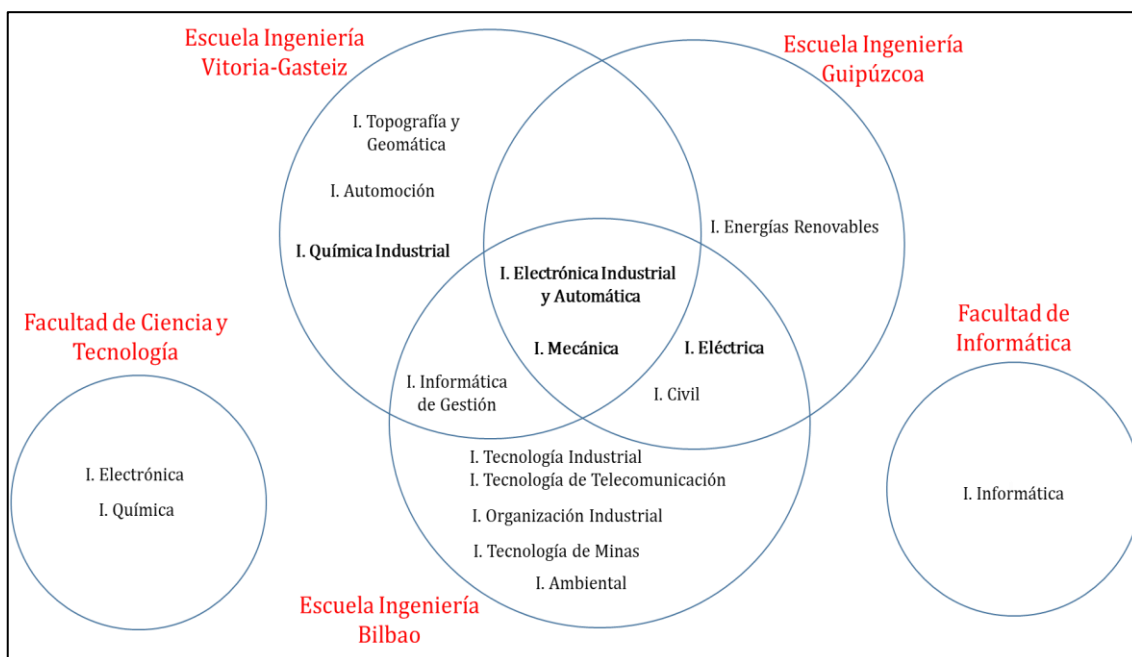 Escuela Ingeniería
Vitoria-Gasteiz
Escuela Ingeniería
Guipúzcoa
I. Topografía y
Geomática
I. Automoción
I. Química Industrial
I. Energías Renovables
I. Electrónica Industrial
y Automática
I. Mecánica
I. Eléctrica
I. Informática
de Gestión
I. Civil
Facultad de Ciencia y
Tecnología
I. Electrónica
I. Química
Facultad de
Informática
I. Informática
I. Tecnología Industrial
I. Tecnología de Telecomunicación
I. Organización Industrial
I. Tecnología de Minas
I. Ambiental
Escuela Ingeniería
Bilbao